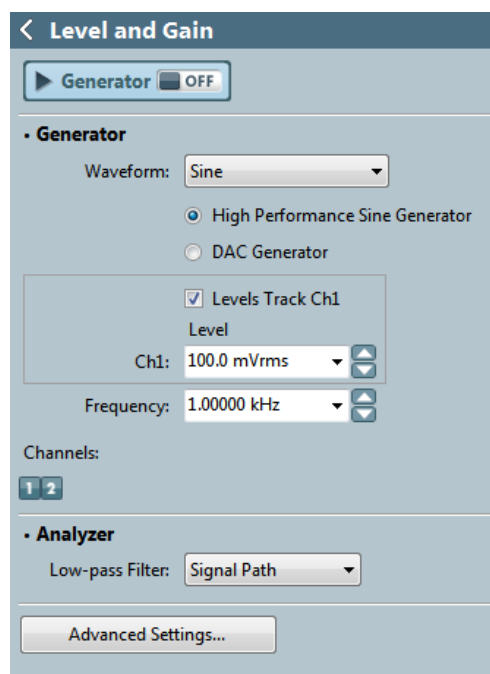 Level and Gain
Generator OFF
• Generator
Waveform: Sine
High Performance Sine Generator
DAC Generator
Levels Track Ch1
Level
Ch1: 100.0 mVrms
Frequency: 1.00000 kHz
Channels:
1 2
• Analyzer
Low-pass Filter: Signal Path
Advanced Settings...